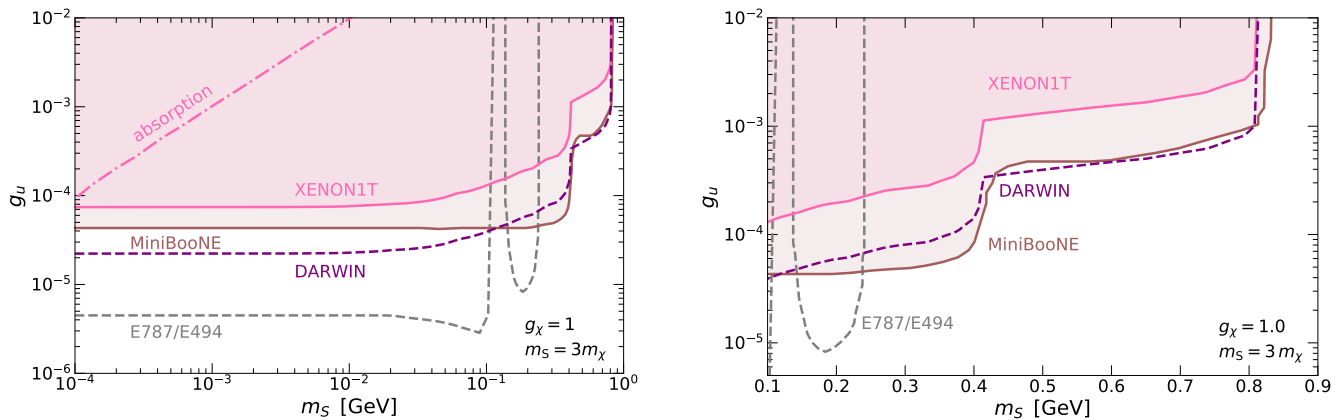 10⁻²
10⁻³
10⁻⁴
10⁻⁵
10⁻⁶
g_u
absorption
XENON1T
MiniBooNE
DARWIN
E787/E494
g_χ = 1
m_S = 3m_χ
10⁻⁴ 10⁻³ 10⁻² 10⁻¹ 10⁰
m_S [GeV]
10⁻²
10⁻³
10⁻⁴
10⁻⁵
g_u
XENON1T
DARWIN
MiniBooNE
E787/E494
g_χ = 1.0
m_S = 3 m_χ
0.1 0.2 0.3 0.4 0.5 0.6 0.7 0.8 0.9
m_S [GeV]